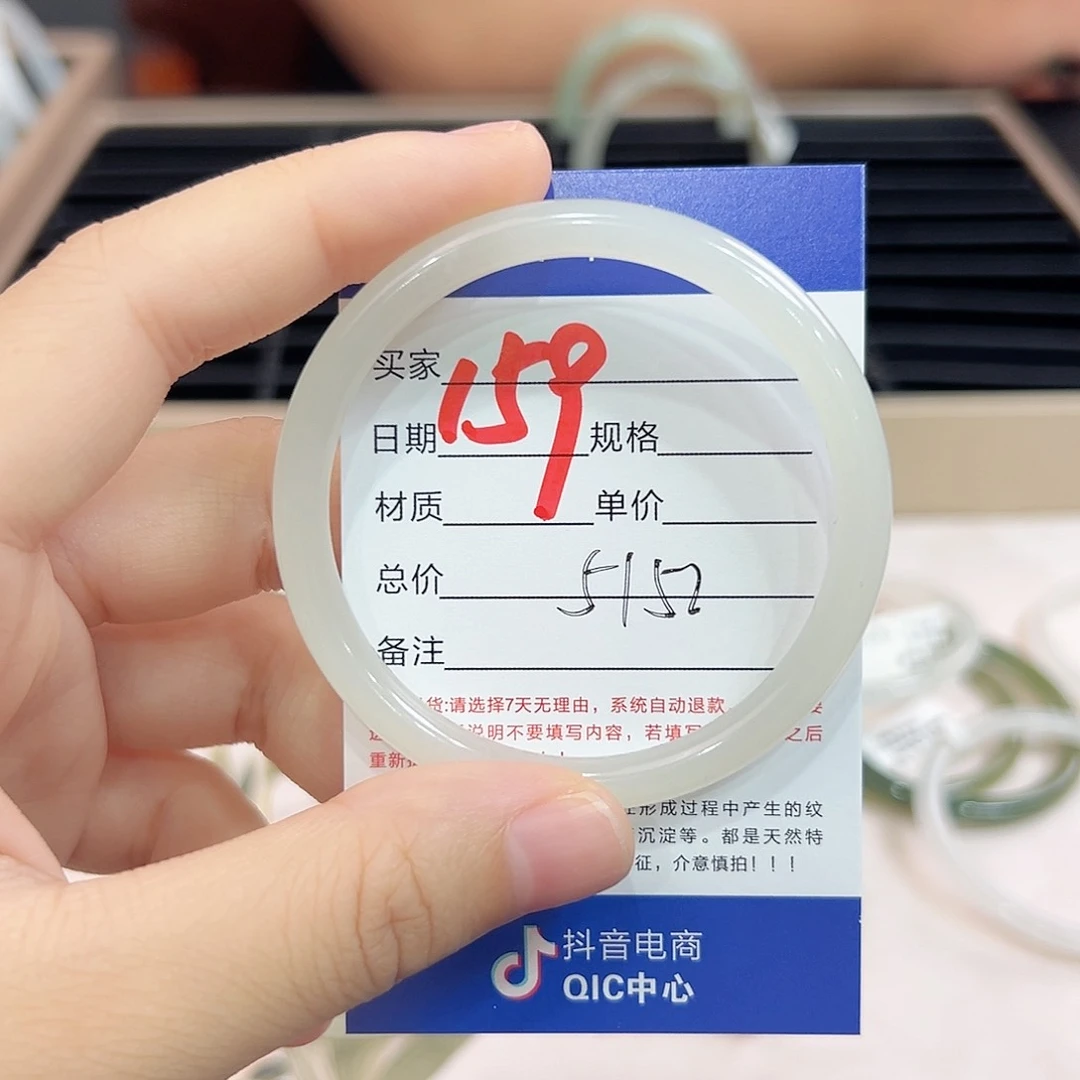 买家
159
日期 规格
材质 单价
总价
备注
货:请选择7天无理由，系统自动退款
说明不要填写内容，若填写 之后
重新
形成过程中产生的纹
沉淀等。都是天然特
征，介意慎拍！！！
抖音电商
QIC中心